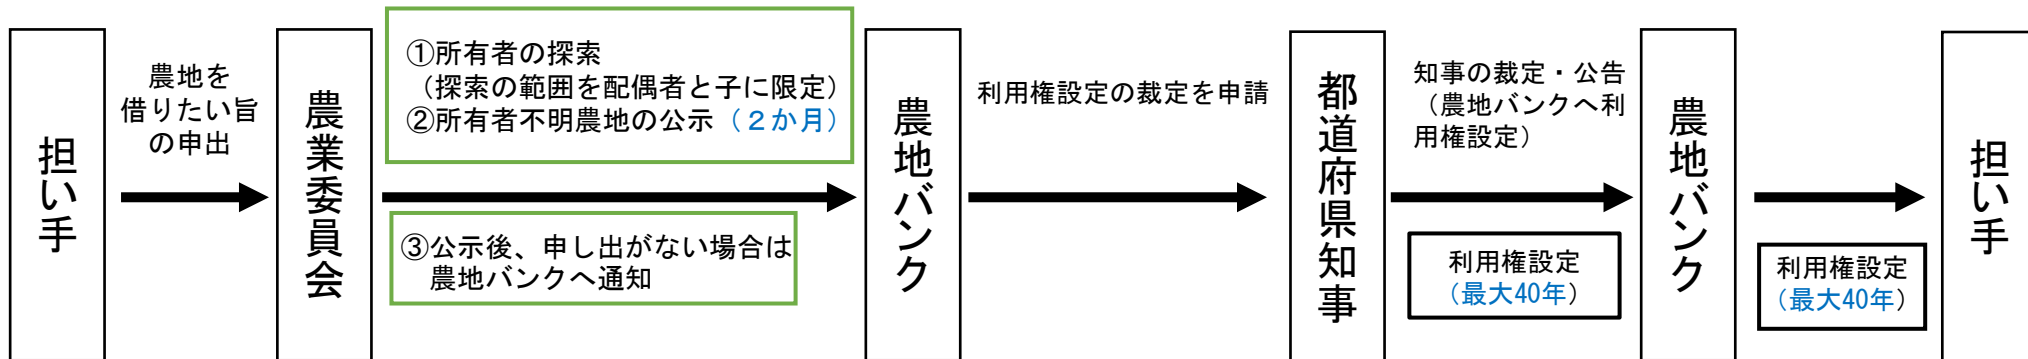 担い手
農地を
借りたい旨
の申出
農業委員会
①所有者の探索
（探索の範囲を配偶者と子に限定）
②所有者不明農地の公示（２か月）
③公示後、申し出がない場合は
農地バンクへ通知
農地バンク
利用権設定の裁定を申請
都道府県知事
知事の裁定・公告
（農地バンクへ利
用権設定）
利用権設定
（最大40年）
農地バンク
利用権設定
（最大40年）
担い手